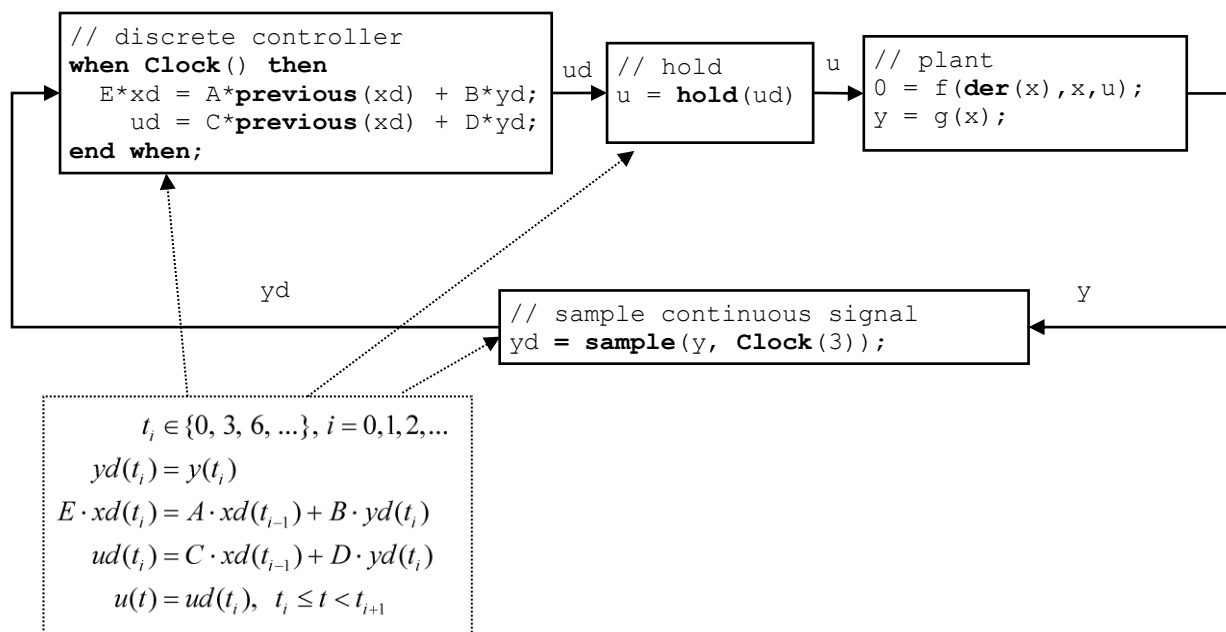 // discrete controller
when Clock() then
E*xd = A*previous(xd) + B*yd;
ud = C*previous(xd) + D*yd;
end when;
ud
// hold
u = hold(ud)
u
// plant
0 = f(der(x),x,u);
y = g(x);
yd
// sample continuous signal
yd = sample(y, Clock(3));
y
t_i ∈ {0, 3, 6, ...}, i = 0,1,2,...
yd(t_i) = y(t_i)
E · xd(t_i) = A · xd(t_{i−1}) + B · yd(t_i)
ud(t_i) = C · xd(t_{i−1}) + D · yd(t_i)
u(t) = ud(t_i), t_i ≤ t < t_{i+1}